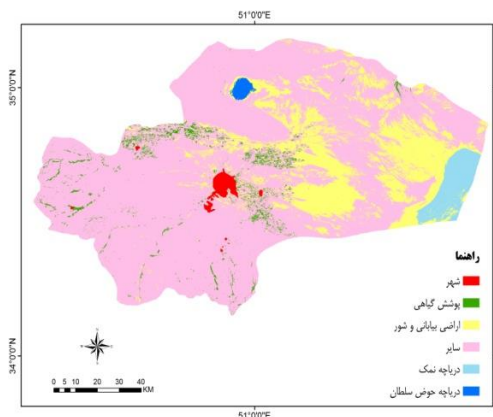 51°0'0"E
35°0'0"N
34°0'0"N
راهنما
شهر
پوشش گیاهی
اراضی بیابانی و شور
سایر
دریاچه نمک
دریاچه حوض سلطان
0 5 10 20 30 40
KM
51°0'0"E